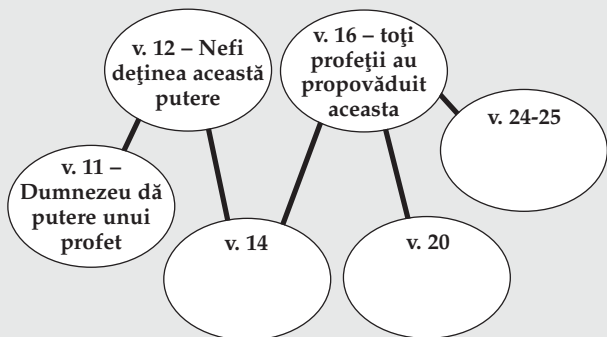 v. 12 – Nefi
deţinea această
putere
v. 16 – toţi
profeţii au
propovăduit
aceasta
v. 24-25
v. 11 –
Dumnezeu dă
putere unui
profet
v. 14
v. 20